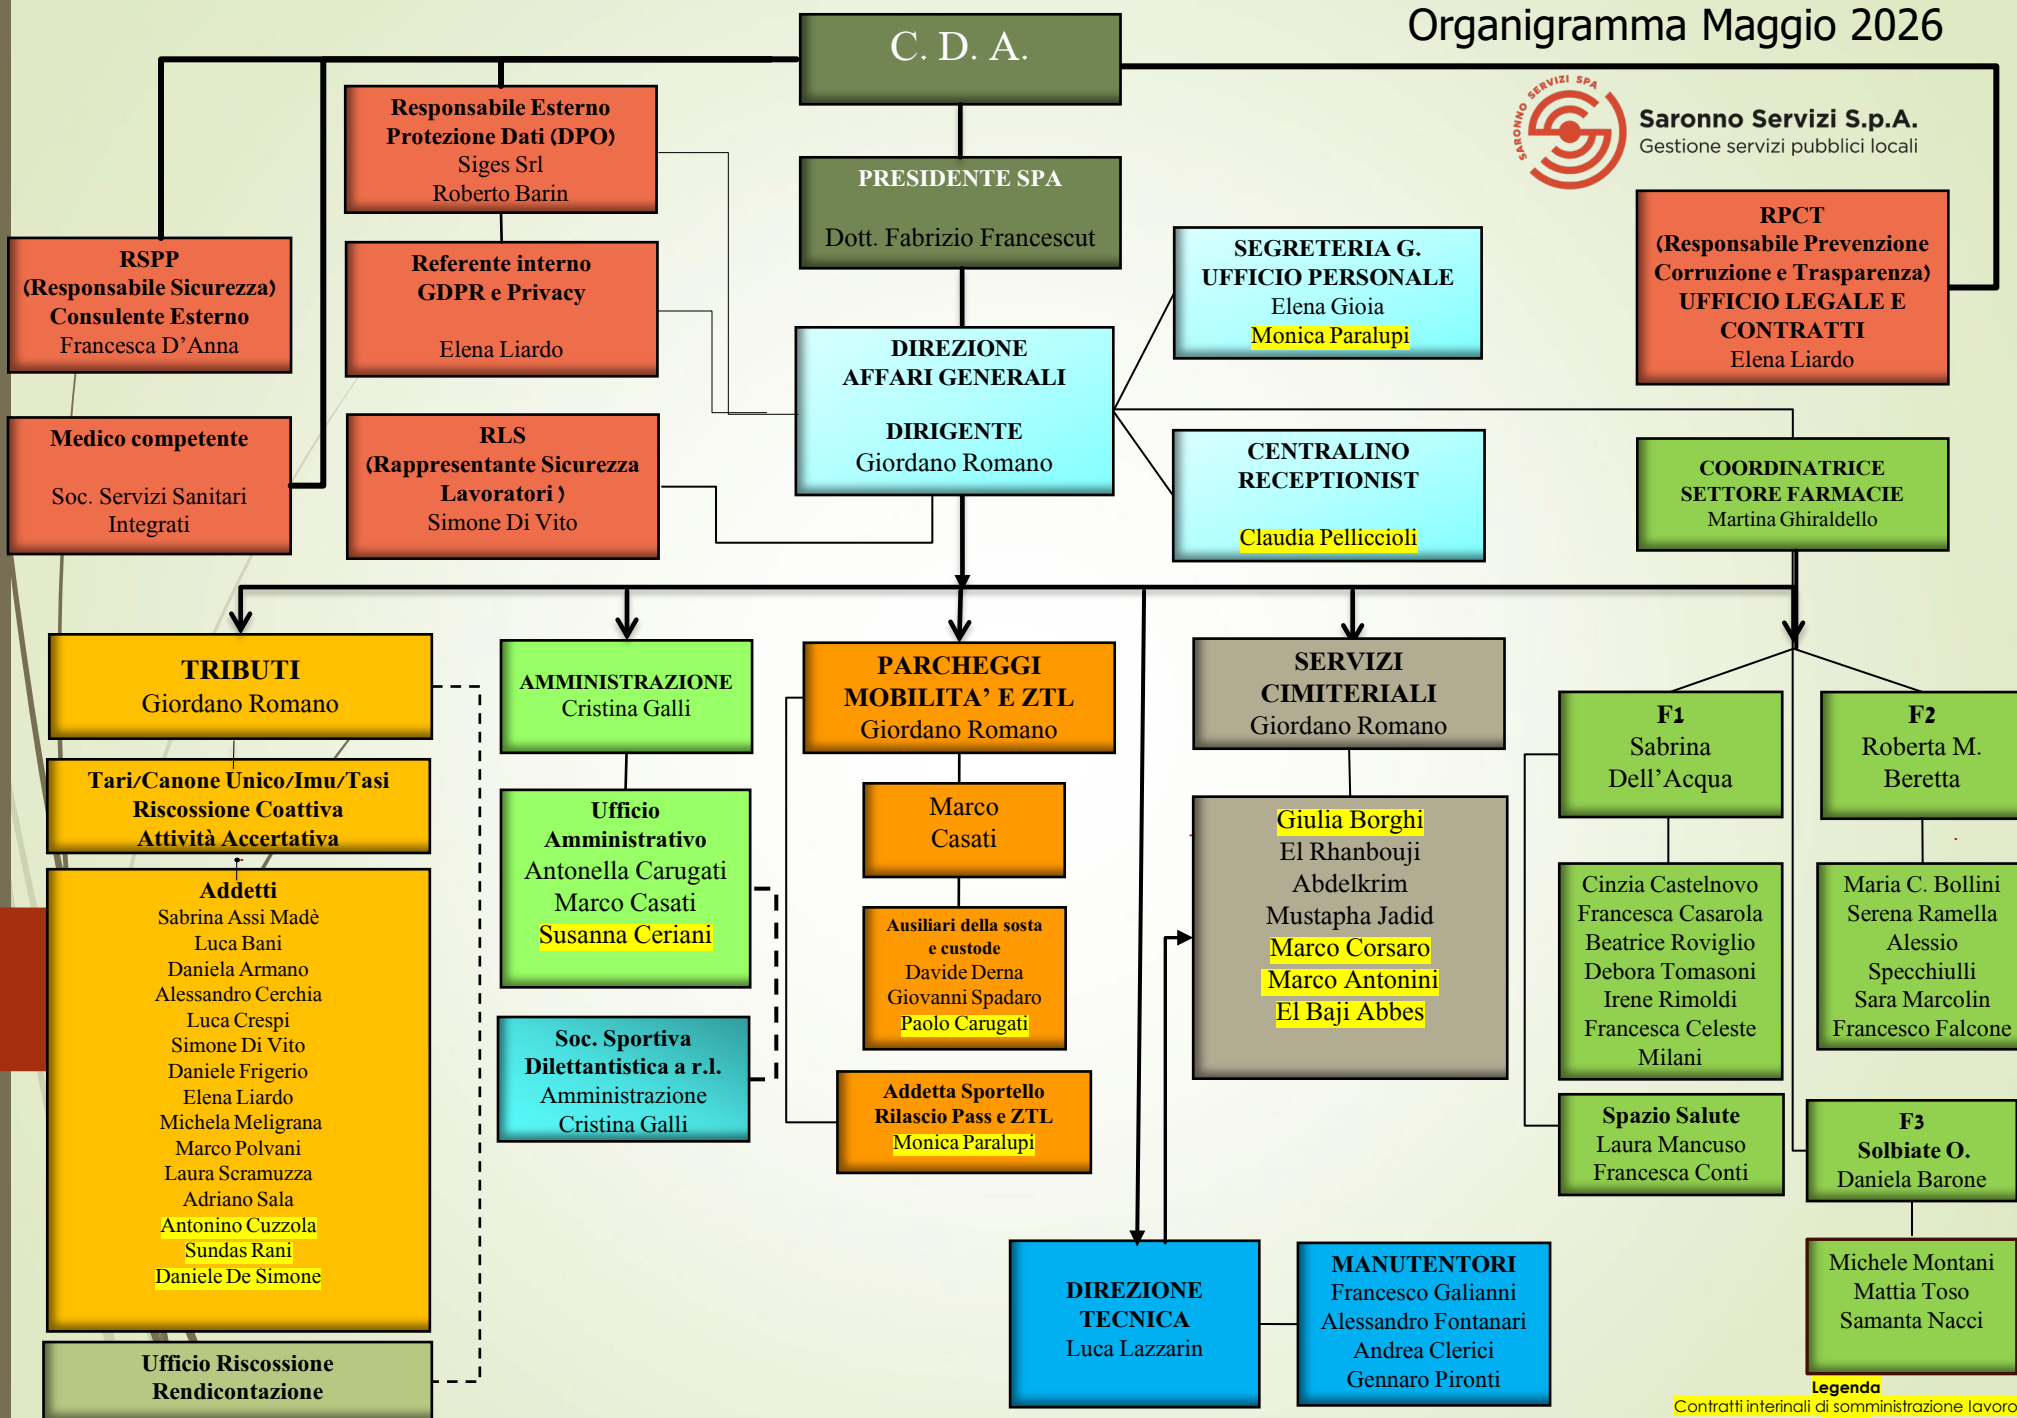 Organigramma Maggio 2026
C. D. A.
SARONNO SERVIZI SPA
Saronno Servizi S.p.A.
Gestione servizi pubblici locali
Responsabile Esterno
Protezione Dati (DPO)
Siges Srl
Roberto Barin
PRESIDENTE SPA
Dott. Fabrizio Francescut
RSPP
(Responsabile Sicurezza)
Consulente Esterno
Francesca D’Anna
Referente interno
GDPR e Privacy
Elena Liardo
SEGRETERIA G.
UFFICIO PERSONALE
Elena Gioia
Monica Paralupi
RPCT
(Responsabile Prevenzione
Corruzione e Trasparenza)
UFFICIO LEGALE E
CONTRATTI
Elena Liardo
DIREZIONE
AFFARI GENERALI
DIRIGENTE
Giordano Romano
Medico competente
Soc. Servizi Sanitari
Integrati
RLS
(Rappresentante Sicurezza
Lavoratori )
Simone Di Vito
CENTRALINO
RECEPTIONIST
Claudia Pelliccioli
COORDINATRICE
SETTORE FARMACIE
Martina Ghiraldello
TRIBUTI
Giordano Romano
Tari/Canone Unico/Imu/Tasi
Riscossione Coattiva
Attività Accertativa
Addetti
Sabrina Assi Madè
Luca Bani
Daniela Armano
Alessandro Cerchia
Luca Crespi
Simone Di Vito
Daniele Frigerio
Elena Liardo
Michela Meligrana
Marco Polvani
Laura Scramuzza
Adriano Sala
Antonino Cuzzola
Sundas Rani
Daniele De Simone
Ufficio Riscossione
Rendicontazione
AMMINISTRAZIONE
Cristina Galli
Ufficio
Amministrativo
Antonella Carugati
Marco Casati
Susanna Ceriani
Soc. Sportiva
Dilettantistica a r.l.
Amministrazione
Cristina Galli
PARCHEGGI
MOBILITA’ E ZTL
Giordano Romano
Marco
Casati
Ausiliari della sosta
e custode
Davide Derna
Giovanni Spadaro
Paolo Carugati
Addetta Sportello
Rilascio Pass e ZTL
Monica Paralupi
SERVIZI
CIMITERIALI
Giordano Romano
Giulia Borghi
El Rhanbouji
Abdelkrim
Mustapha Jadid
Marco Corsaro
Marco Antonini
El Baji Abbes
DIREZIONE
TECNICA
Luca Lazzarin
MANUTENTORI
Francesco Galianni
Alessandro Fontanari
Andrea Clerici
Gennaro Pironti
F1
Sabrina
Dell’Acqua
Cinzia Castelnovo
Francesca Casarola
Beatrice Roviglio
Debora Tomasoni
Irene Rimoldi
Francesca Celeste
Milani
Spazio Salute
Laura Mancuso
Francesca Conti
F2
Roberta M.
Beretta
Maria C. Bollini
Serena Ramella
Alessio
Specchiulli
Sara Marcolin
Francesco Falcone
F3
Solbiate O.
Daniela Barone
Michele Montani
Mattia Toso
Samanta Nacci
Legenda
Contratti interinali di somministrazione lavoro